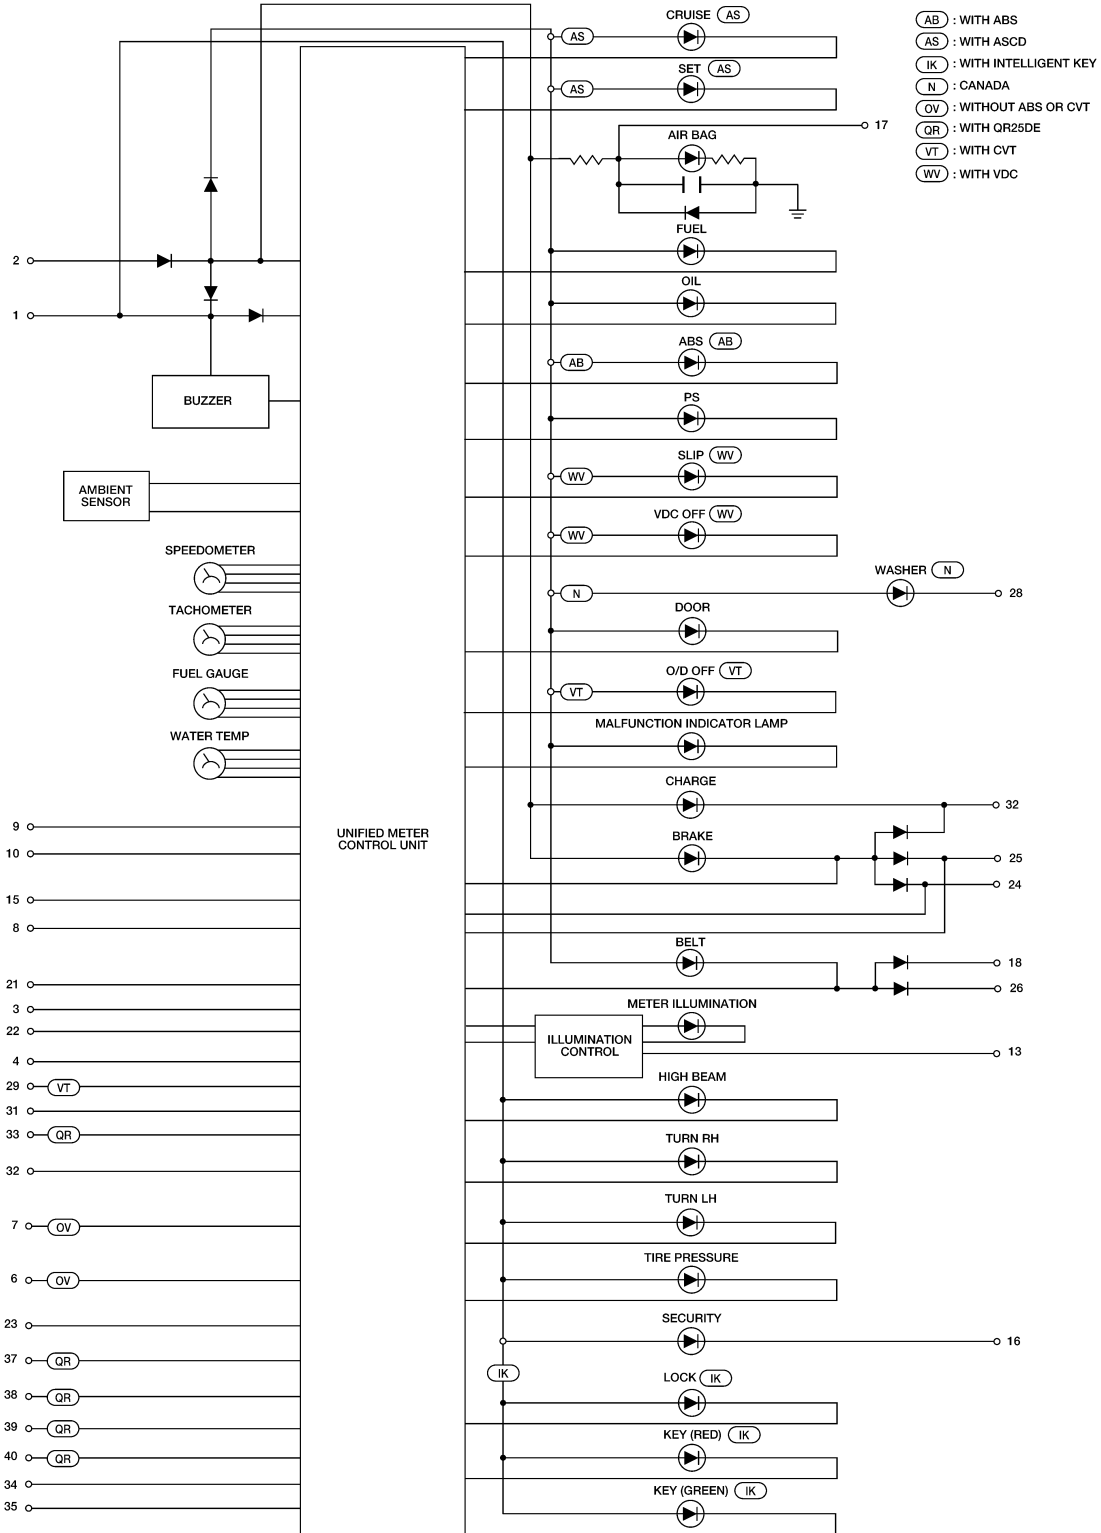 CRUISE AS
AS
SET AS
AS
AIR BAG
17
FUEL
OIL
ABS AB
AB
PS
SLIP WV
WV
VDC OFF WV
WV
WASHER N
N
28
DOOR
O/D OFF VT
VT
MALFUNCTION INDICATOR LAMP
CHARGE
32
BRAKE
25
24
BELT
18
26
METER ILLUMINATION
ILLUMINATION
CONTROL
13
HIGH BEAM
TURN RH
TURN LH
TIRE PRESSURE
SECURITY
16
IK
LOCK IK
KEY (RED) IK
KEY (GREEN) IK
AB : WITH ABS
AS : WITH ASCD
IK : WITH INTELLIGENT KEY
N : CANADA
OV : WITHOUT ABS OR CVT
QR : WITH QR25DE
VT : WITH CVT
WV : WITH VDC
2
1
BUZZER
AMBIENT
SENSOR
SPEEDOMETER
TACHOMETER
FUEL GAUGE
WATER TEMP
UNIFIED METER
CONTROL UNIT
9
10
15
8
21
3
22
4
29 VT
31
33 QR
32
7 OV
6 OV
23
37 QR
38 QR
39 QR
40 QR
34
35